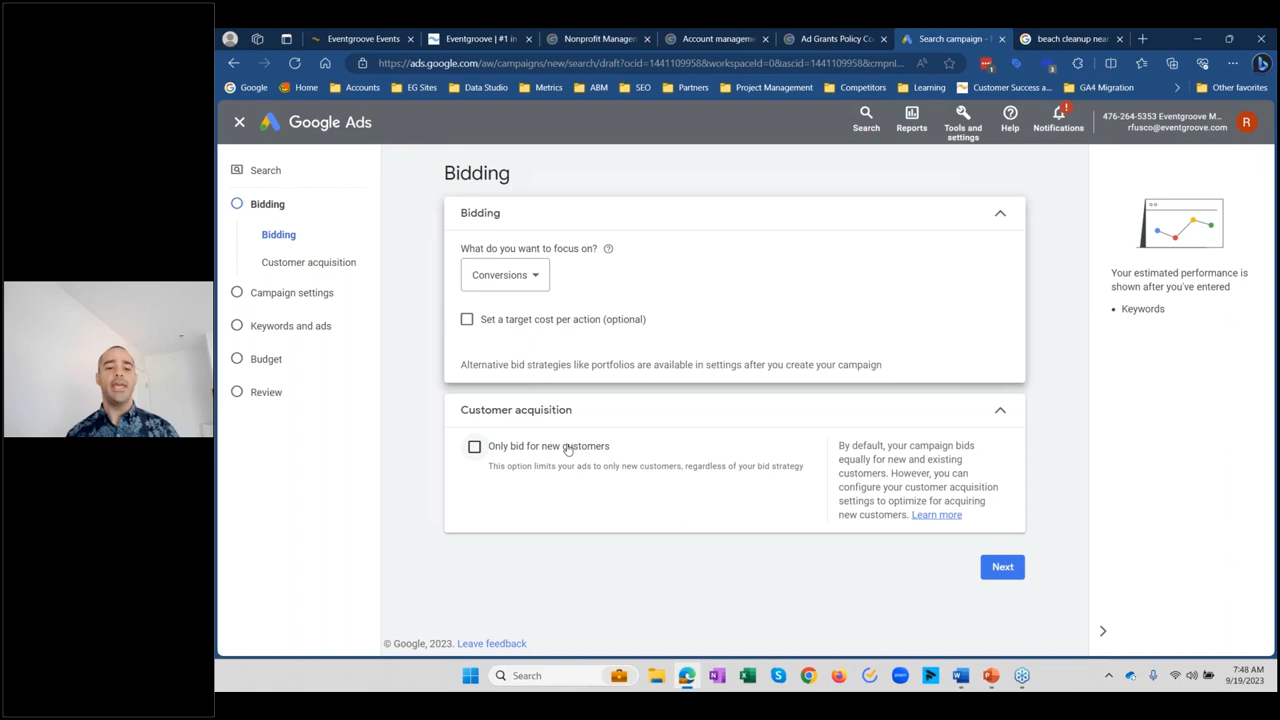 Eventgroove Events
Eventgroove | #1 in
Nonprofit Manager
Account managem
Ad Grants Policy Co
Search campaign -
beach cleanup near
https://ads.google.com/aw/campaigns/new/search/draft?ocid=1441109958&workspaceId=0&ascid=1441109958&cmpnI...
Google
Home
Accounts
EG Sites
Data Studio
Metrics
ABM
SEO
Partners
Project Management
Competitors
Learning
Customer Success a...
GA4 Migration
Other favorites
Google Ads
Search
Reports
Tools and
settings
Help
Notifications
476-264-5353 Eventgroove M...
rfusco@eventgroove.com
R
Search
Bidding
Bidding
Customer acquisition
Campaign settings
Keywords and ads
Budget
Review
Bidding
Bidding
What do you want to focus on?
Conversions
Set a target cost per action (optional)
Alternative bid strategies like portfolios are available in settings after you create your campaign
Customer acquisition
Only bid for new customers
This option limits your ads to only new customers, regardless of your bid strategy
By default, your campaign bids
equally for new and existing
customers. However, you can
configure your customer acquisition
settings to optimize for acquiring
new customers. Learn more
Next
Your estimated performance is
shown after you've entered
• Keywords
© Google, 2023. Leave feedback
Search
7:48 AM
9/19/2023